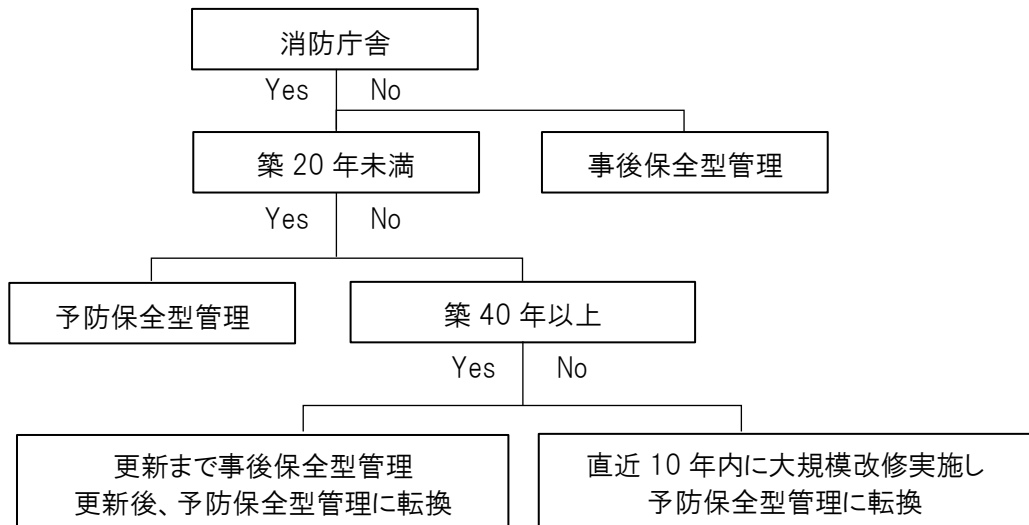 消防庁舎
Yes No
築 20 年未満
事後保全型管理
Yes No
予防保全型管理
築 40 年以上
Yes No
更新まで事後保全型管理
更新後、予防保全型管理に転換
直近 10 年内に大規模改修実施し
予防保全型管理に転換